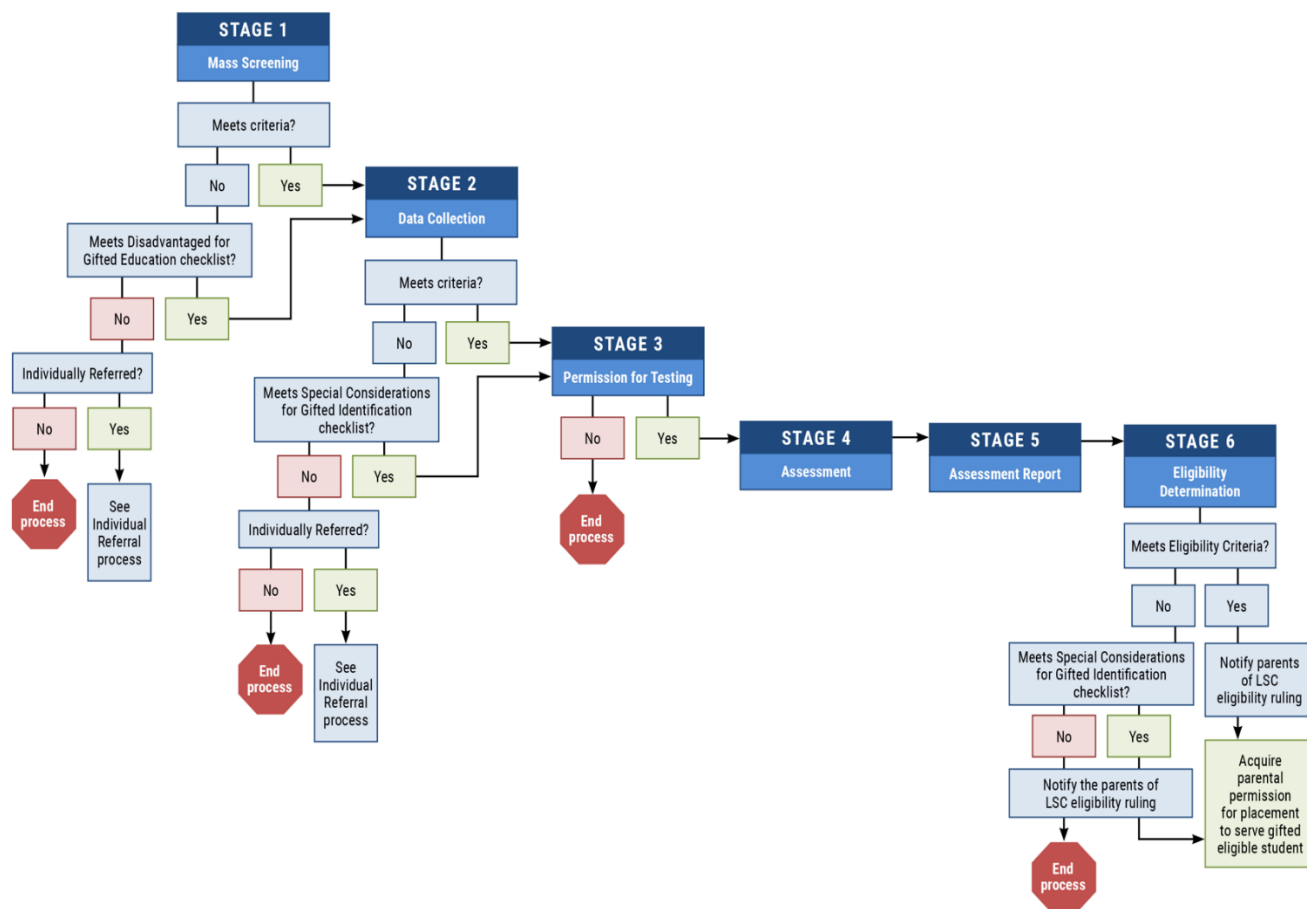 STAGE 1
Mass Screening
Meets criteria?
No
Yes
STAGE 2
Data Collection
Meets Disadvantaged for
Gifted Education checklist?
No
Yes
Meets criteria?
No
Yes
STAGE 3
Permission for Testing
Individually Referred?
No
Yes
End
process
See
Individual
Referral
process
Meets Special Considerations
for Gifted Identification
checklist?
No
Yes
Individually Referred?
No
Yes
End
process
See
Individual
Referral
process
No
Yes
End
process
STAGE 4
Assessment
STAGE 5
Assessment Report
STAGE 6
Eligibility
Determination
Meets Eligibility Criteria?
No
Yes
Meets Special Considerations
for Gifted Identification
checklist?
Notify parents
of LSC
eligibility ruling
No
Yes
Notify the parents of
LSC eligibility ruling
Acquire
parental
permission
for placement
to serve gifted
eligible student
End
process